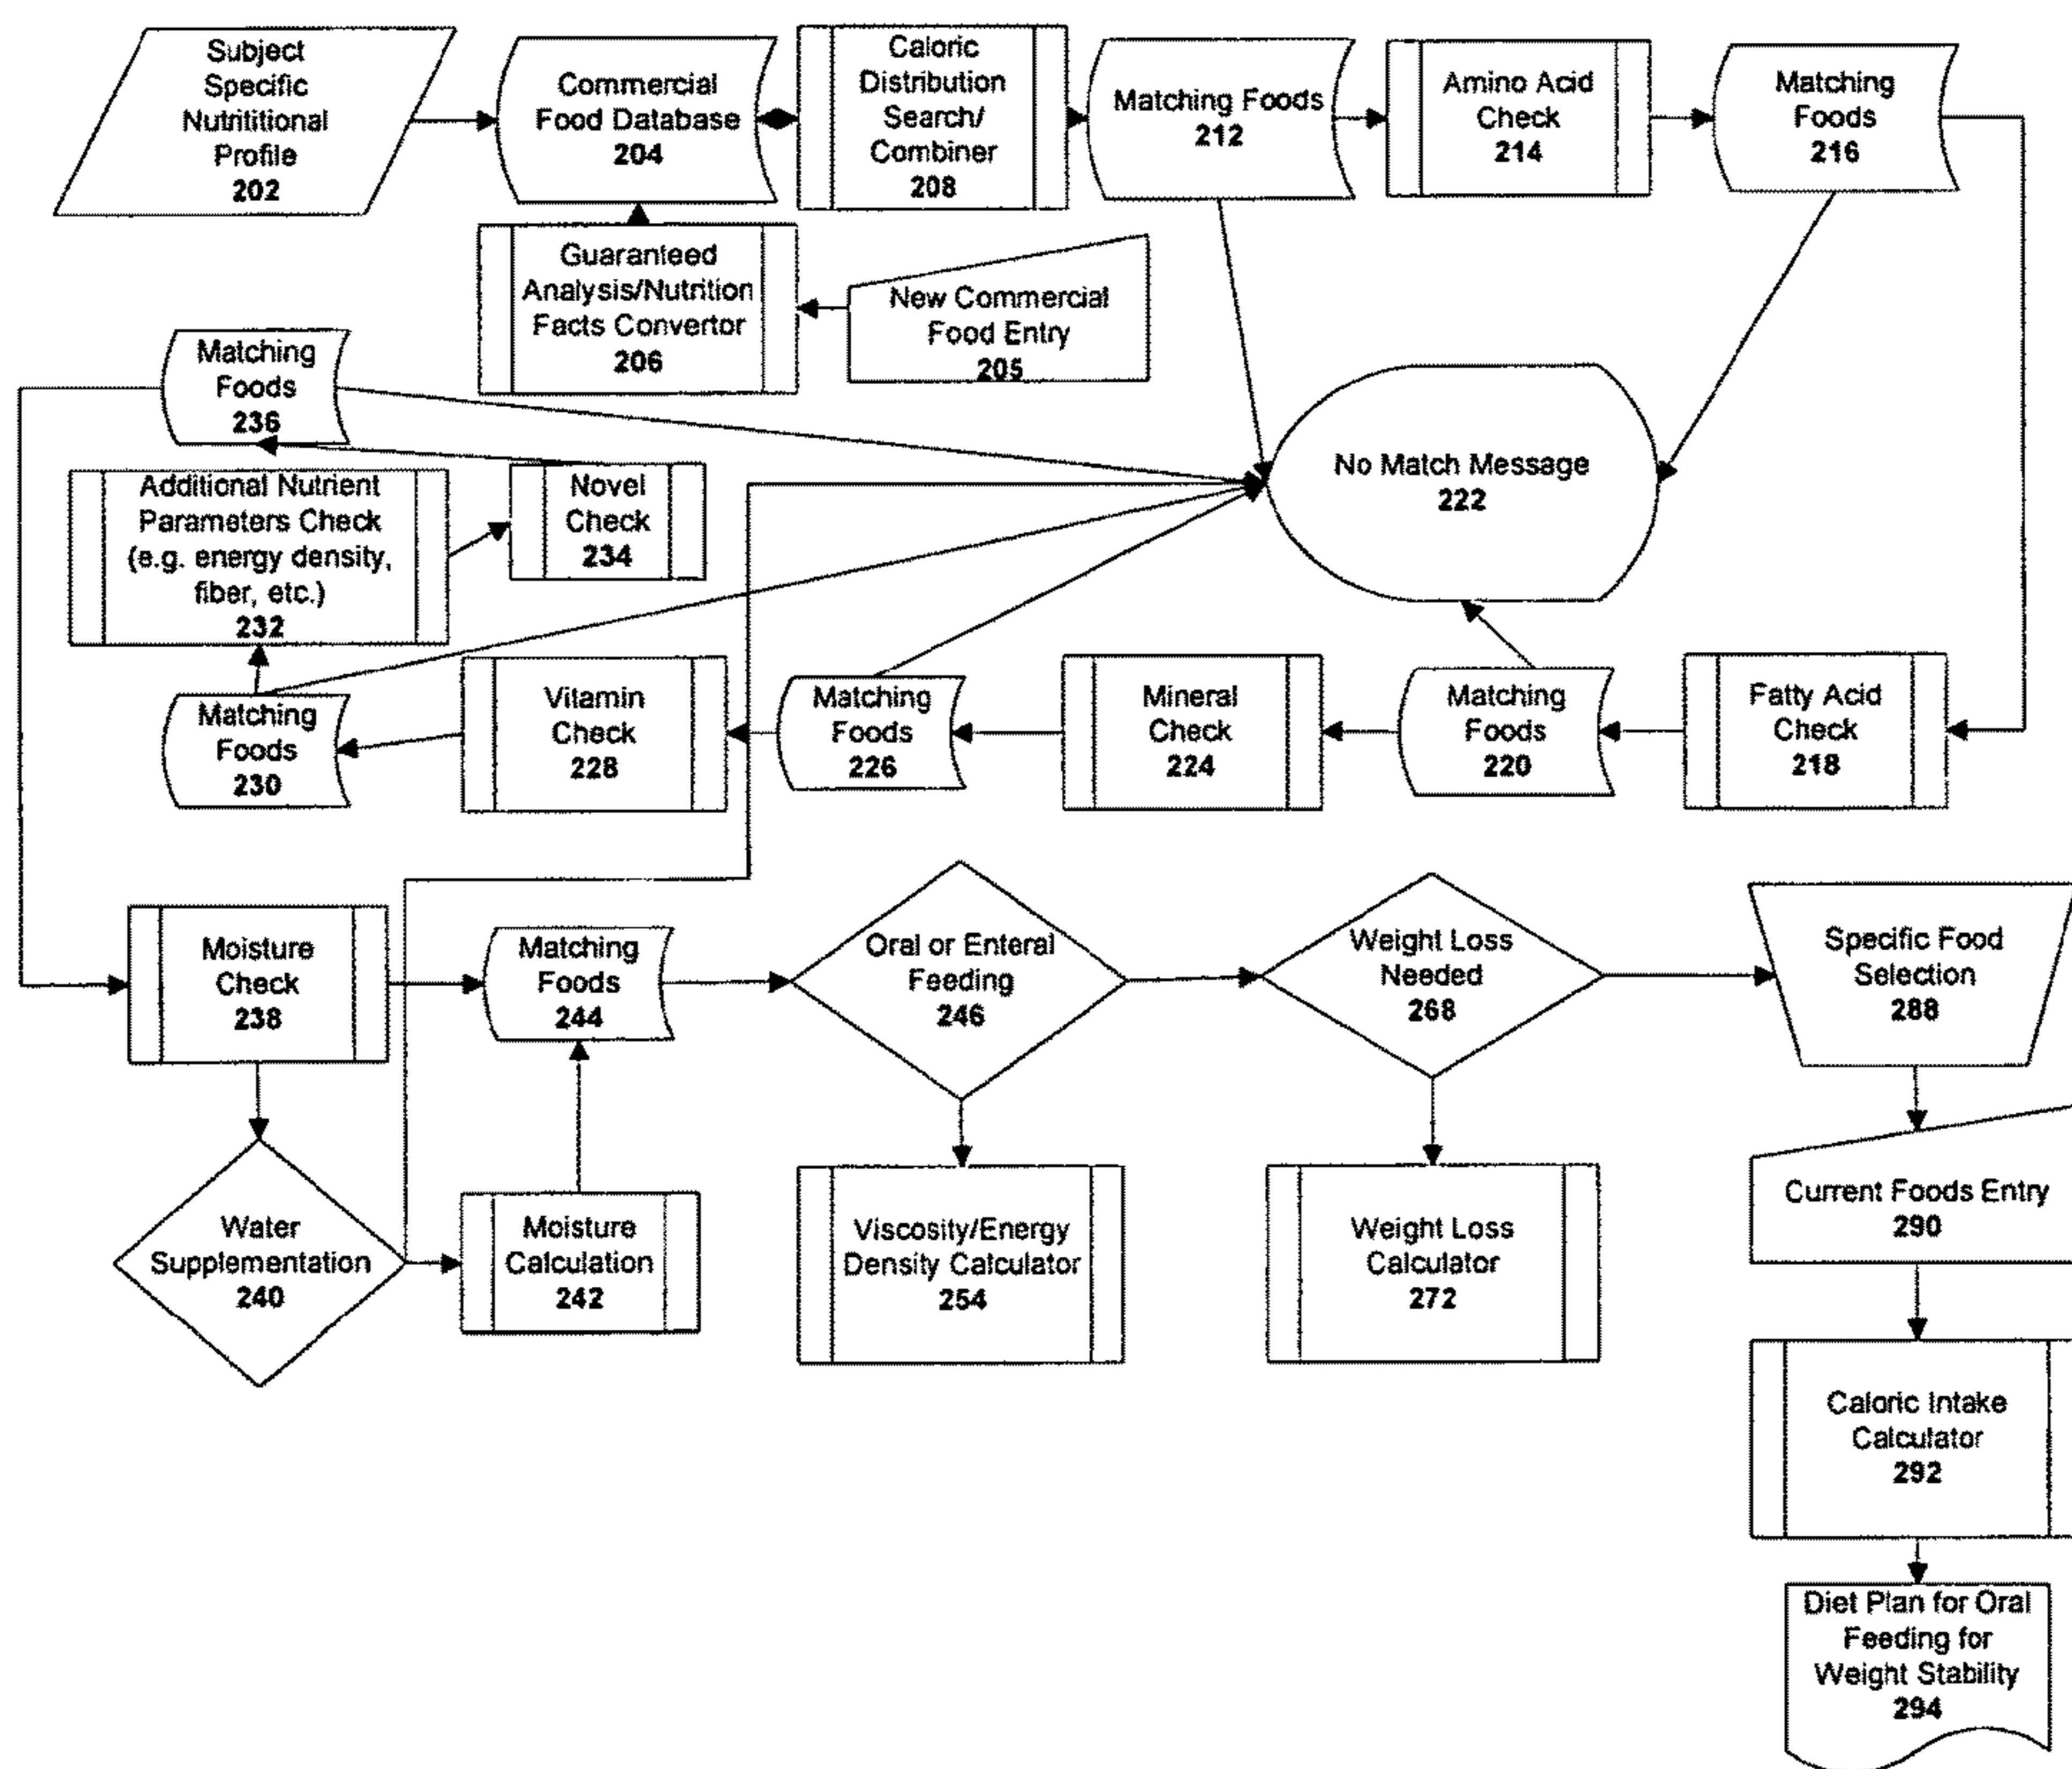 Subject
Specific
Nutrititional
Profile
202
Commercial
Food Database
204
Caloric
Distribution
Search/
Combiner
208
Matching Foods
212
Amino Acid
Check
214
Matching
Foods
216
Guaranteed
Analysis/Nutrition
Facts Convertor
206
New Commercial
Food Entry
205
Matching
Foods
236
No Match Message
222
Additional Nutrient
Parameters Check
(e.g. energy density,
fiber, etc.)
232
Novel
Check
234
Matching
Foods
230
Vitamin
Check
228
Matching
Foods
226
Mineral
Check
224
Matching
Foods
220
Fatty Acid
Check
218
Moisture
Check
238
Matching
Foods
244
Oral or Enteral
Feeding
246
Weight Loss
Needed
268
Specific Food
Selection
288
Water
Supplementation
240
Moisture
Calculation
242
Viscosity/Energy
Density Calculator
254
Weight Loss
Calculator
272
Current Foods Entry
290
Caloric Intake
Calculator
292
Diet Plan for Oral
Feeding for
Weight Stability
294